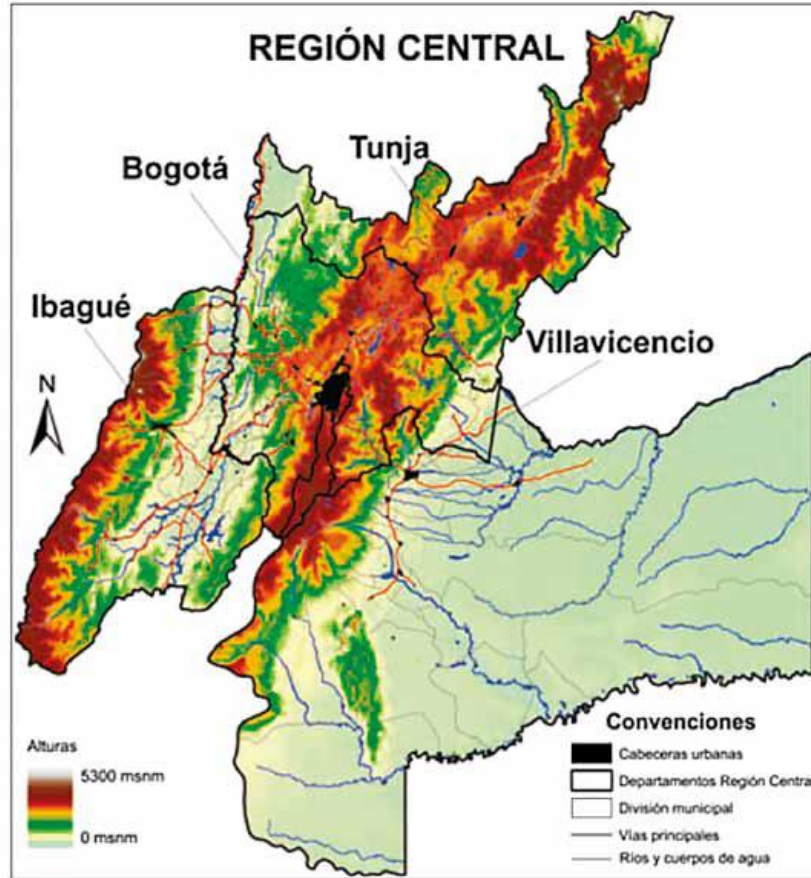 REGIÓN CENTRAL
Tunja
Bogotá
Ibagué
Villavicencio
N
Alturas
5300 msnm
0 msnm
Convenciones
Cabeceras urbanas
Departamentos Región Central
División municipal
Vías principales
Ríos y cuerpos de agua